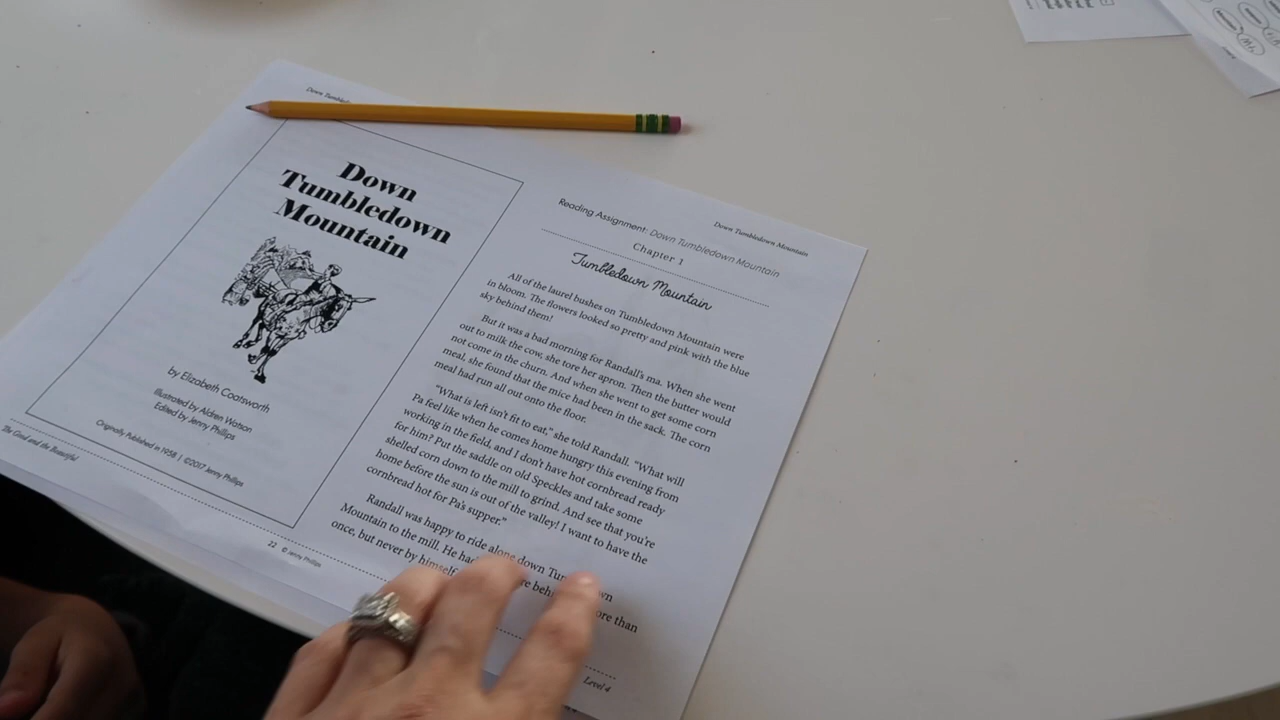 Down Tumbled
Down
Tumbledown
Mountain
by Elizabeth Coatsworth
Illustrated by Aldren Watson
Edited by Jenny Phillips
Originally Published in 1958 | ©2017 Jenny Phillips
The Good and the Beautiful
22 © Jenny Phillips
Down Tumbledown Mountain
Reading Assignment: Down Tumbledown Mountain
Chapter 1
Tumbledown Mountain
All of the laurel bushes on Tumbledown Mountain were
in bloom. The flowers looked so pretty and pink with the blue
sky behind them!
But it was a bad morning for Randall's ma. When she went
out to milk the cow, she tore her apron. Then the butter would
not come in the churn. And when she went to get some corn
meal, she found that the mice had been in the sack. The corn
meal had run all out onto the floor.
"What is left isn't fit to eat," she told Randall. "What will
Pa feel like when he comes home hungry this evening from
working in the field, and I don't have hot cornbread ready
for him? Put the saddle on old Speckles and take some
shelled corn down to the mill to grind. And see that you're
home before the sun is out of the valley! I want to have the
cornbread hot for Pa's supper."
Randall was happy to ride alone down Tum wn
Mountain to the mill. He had re behi ore than
once, but never by himself
Level 4